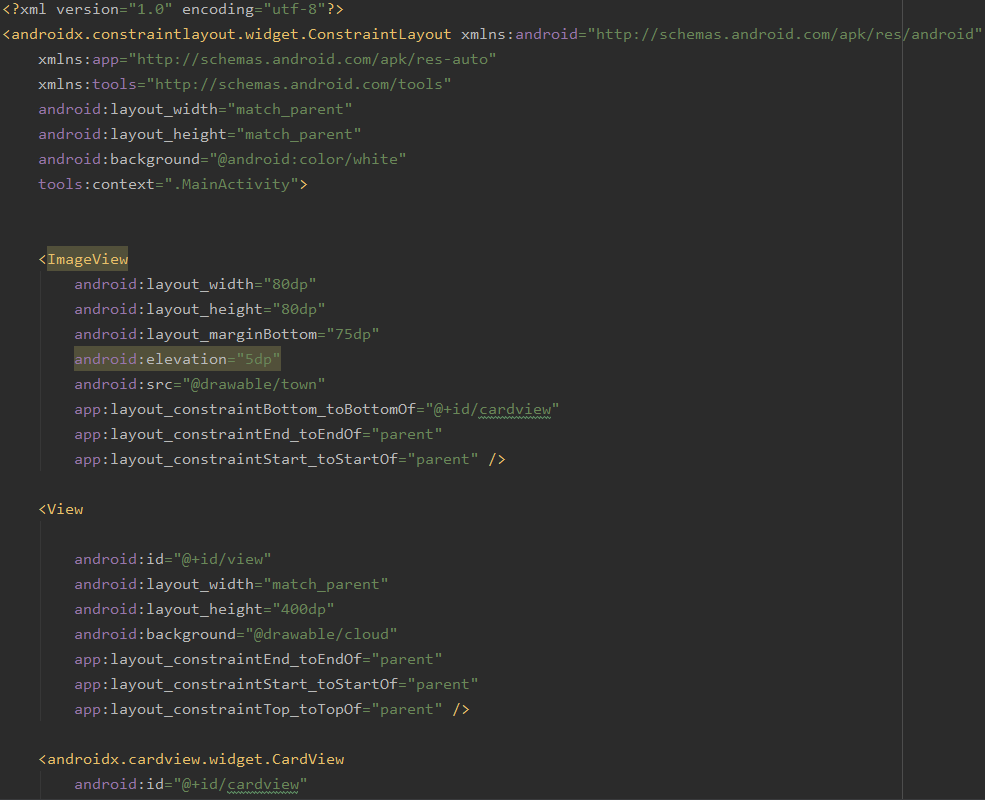 <?xml version="1.0" encoding="utf-8"?>
<androidx.constraintlayout.widget.ConstraintLayout xmlns:android="http://schemas.android.com/apk/res/android"
xmlns:app="http://schemas.android.com/apk/res-auto"
xmlns:tools="http://schemas.android.com/tools"
android:layout_width="match_parent"
android:layout_height="match_parent"
android:background="@android:color/white"
tools:context=".MainActivity">
<ImageView
android:layout_width="80dp"
android:layout_height="80dp"
android:layout_marginBottom="75dp"
android:elevation="5dp"
android:src="@drawable/town"
app:layout_constraintBottom_toBottomOf="@+id/cardview"
app:layout_constraintEnd_toEndOf="parent"
app:layout_constraintStart_toStartOf="parent" />
<View
android:id="@+id/view"
android:layout_width="match_parent"
android:layout_height="400dp"
android:background="@drawable/cloud"
app:layout_constraintEnd_toEndOf="parent"
app:layout_constraintStart_toStartOf="parent"
app:layout_constraintTop_toTopOf="parent" />
<androidx.cardview.widget.CardView
android:id="@+id/cardview"